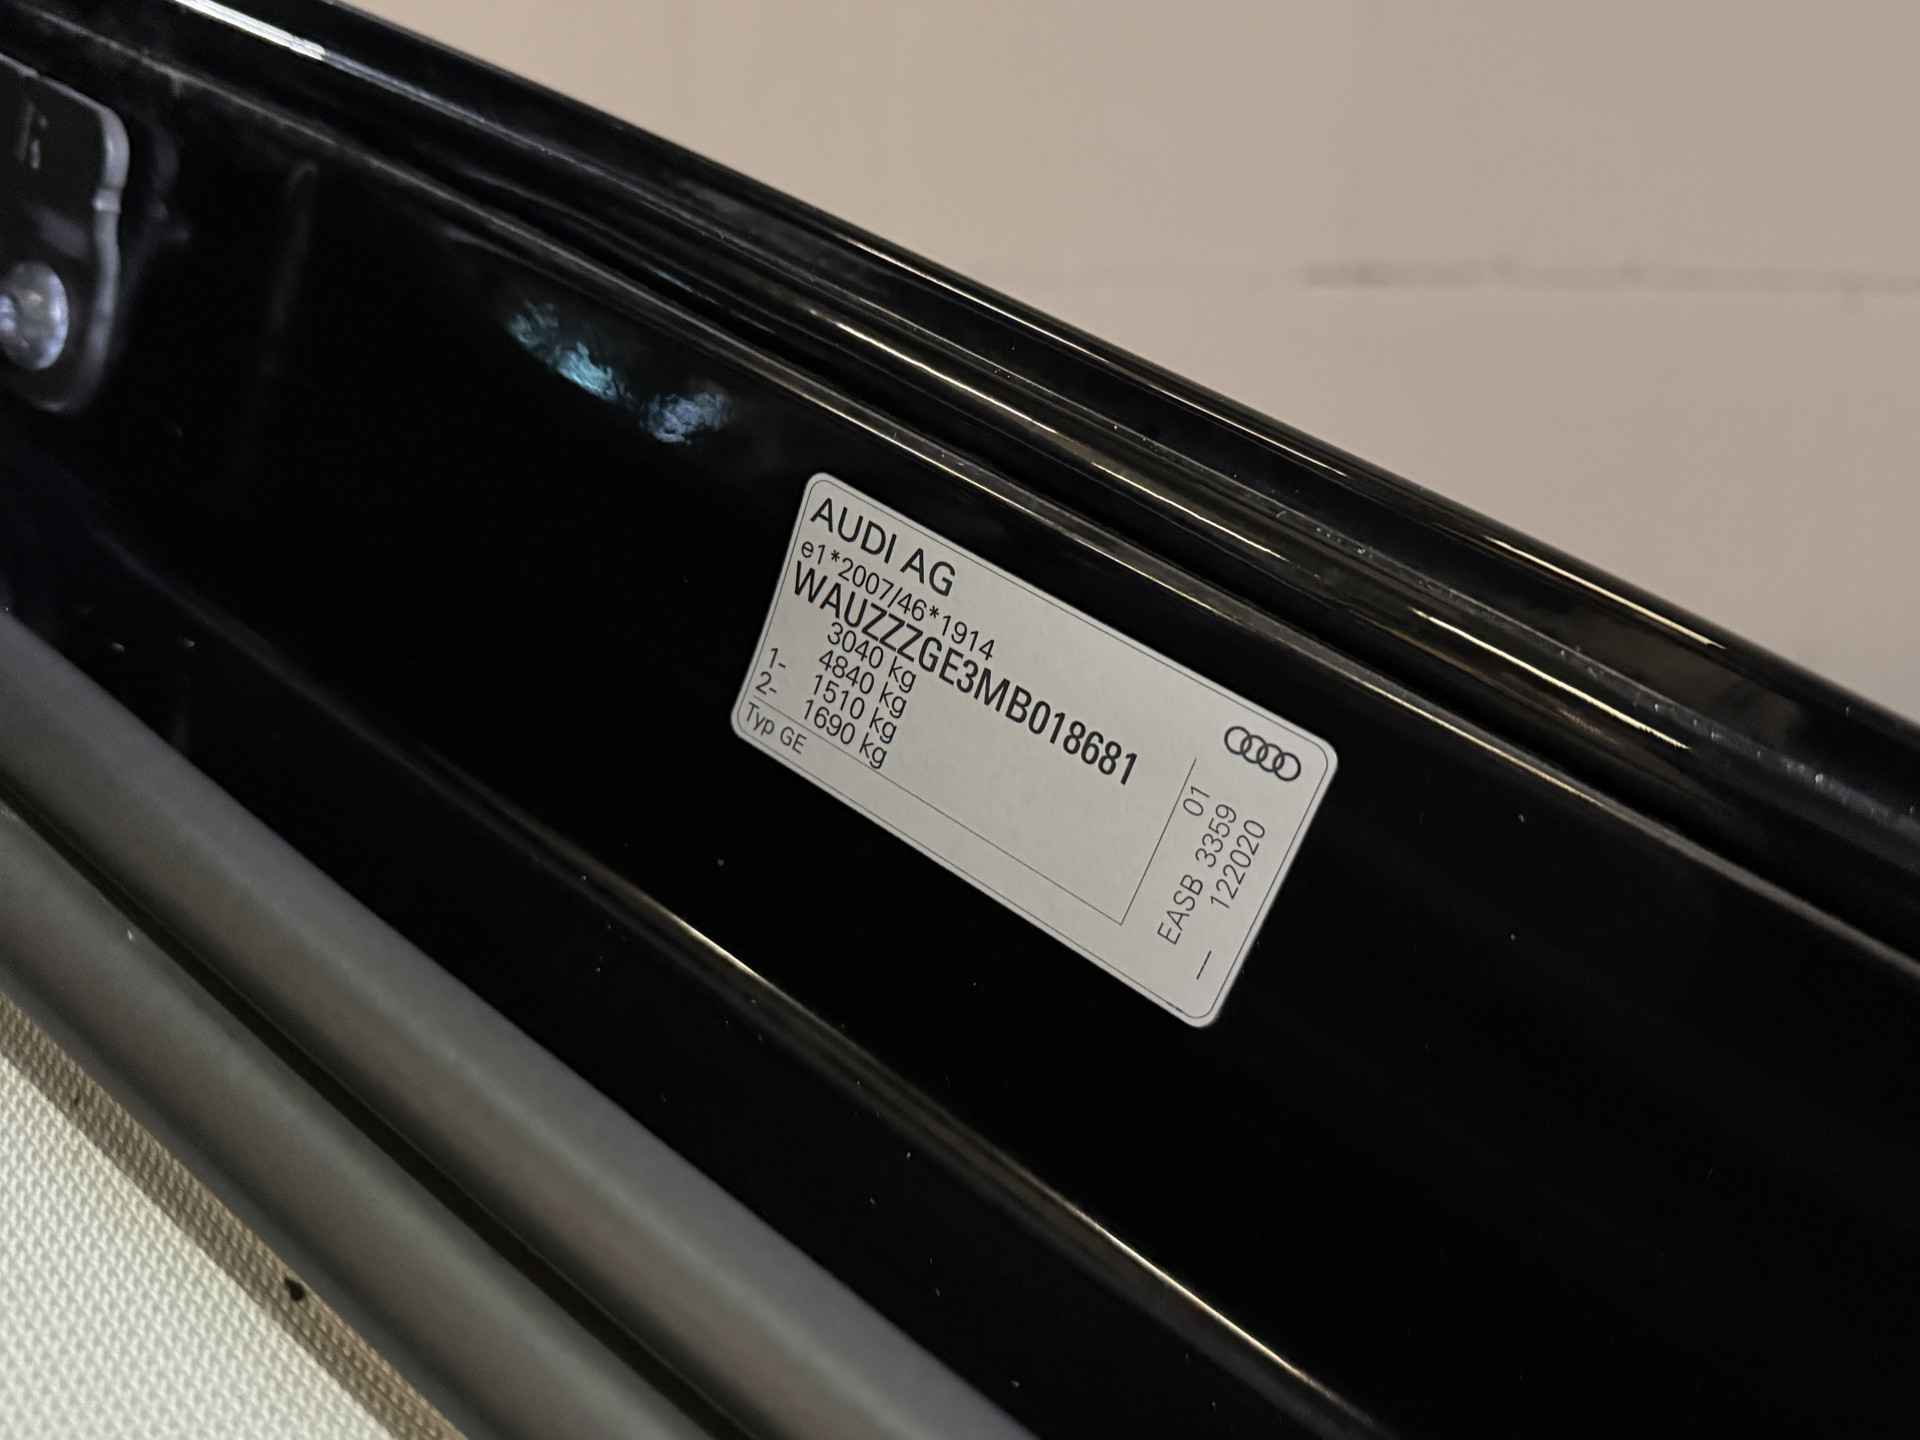 AUDI AG
e1*2007/46*1914
WAUZZZGE3MB018681
3040 kg
4840 kg
1- 1510 kg
2- 1690 kg
Typ GE
01
EASB 3359
— 122020